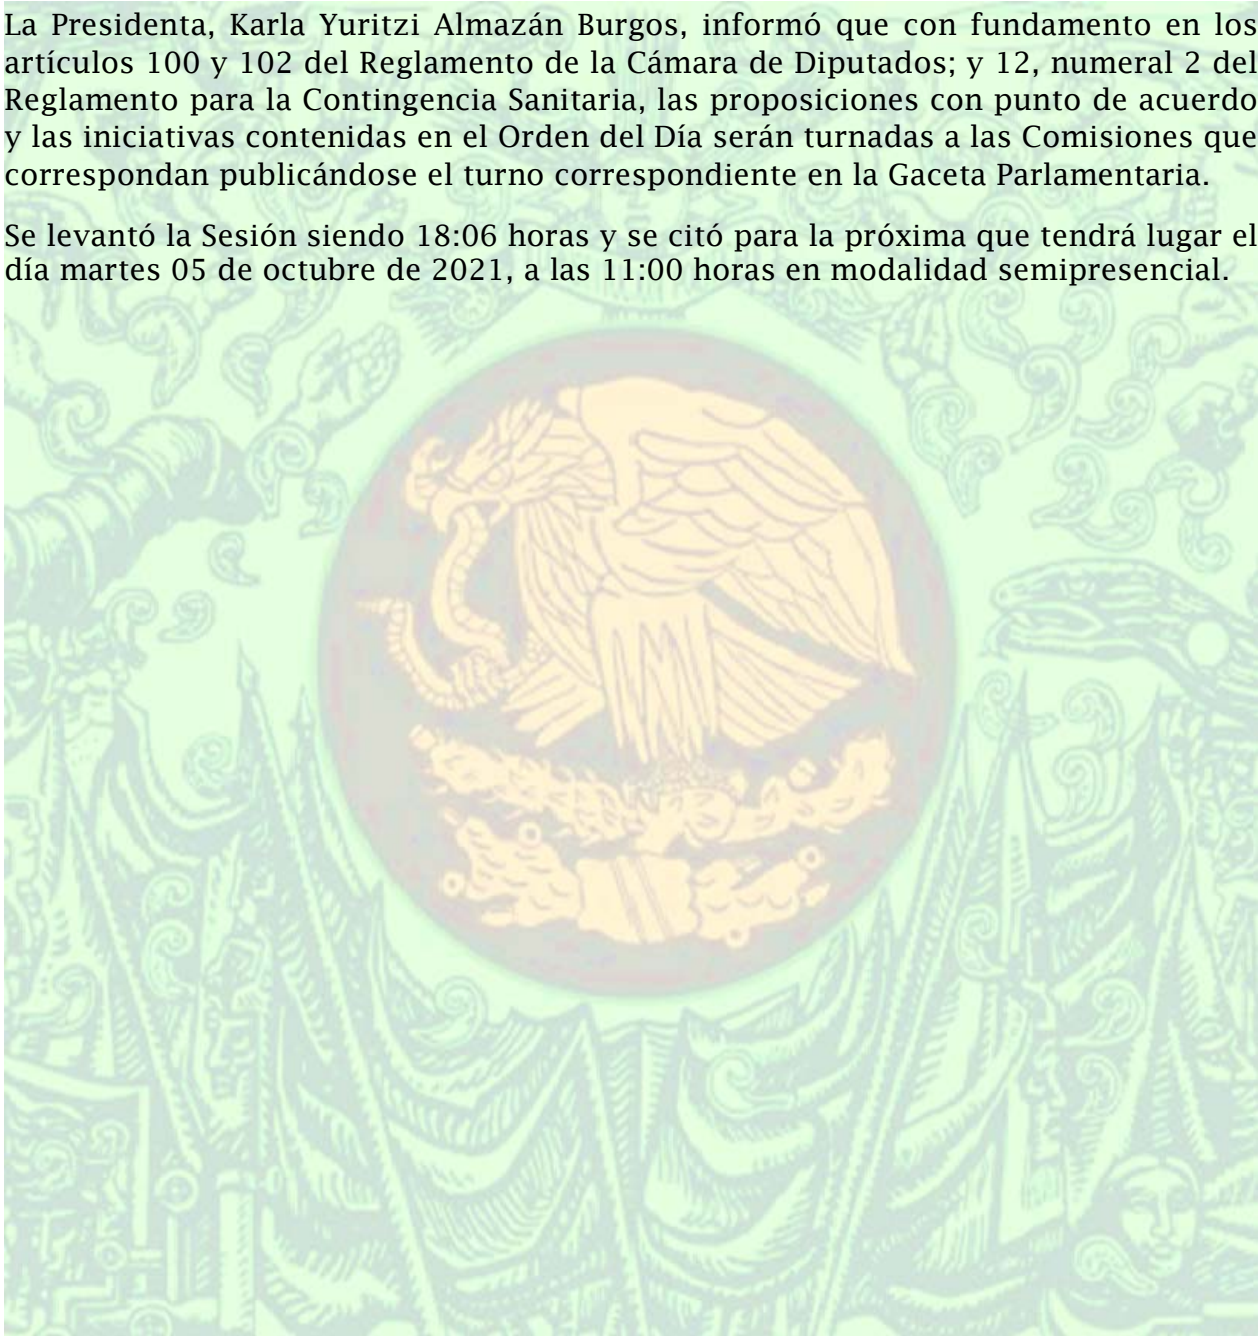 La Presidenta, Karla Yuritzi Almazán Burgos, informó que con fundamento en los
artículos 100 y 102 del Reglamento de la Cámara de Diputados; y 12, numeral 2 del
Reglamento para la Contingencia Sanitaria, las proposiciones con punto de acuerdo
y las iniciativas contenidas en el Orden del Día serán turnadas a las Comisiones que
correspondan publicándose el turno correspondiente en la Gaceta Parlamentaria.
Se levantó la Sesión siendo 18:06 horas y se citó para la próxima que tendrá lugar el
día martes 05 de octubre de 2021, a las 11:00 horas en modalidad semipresencial.